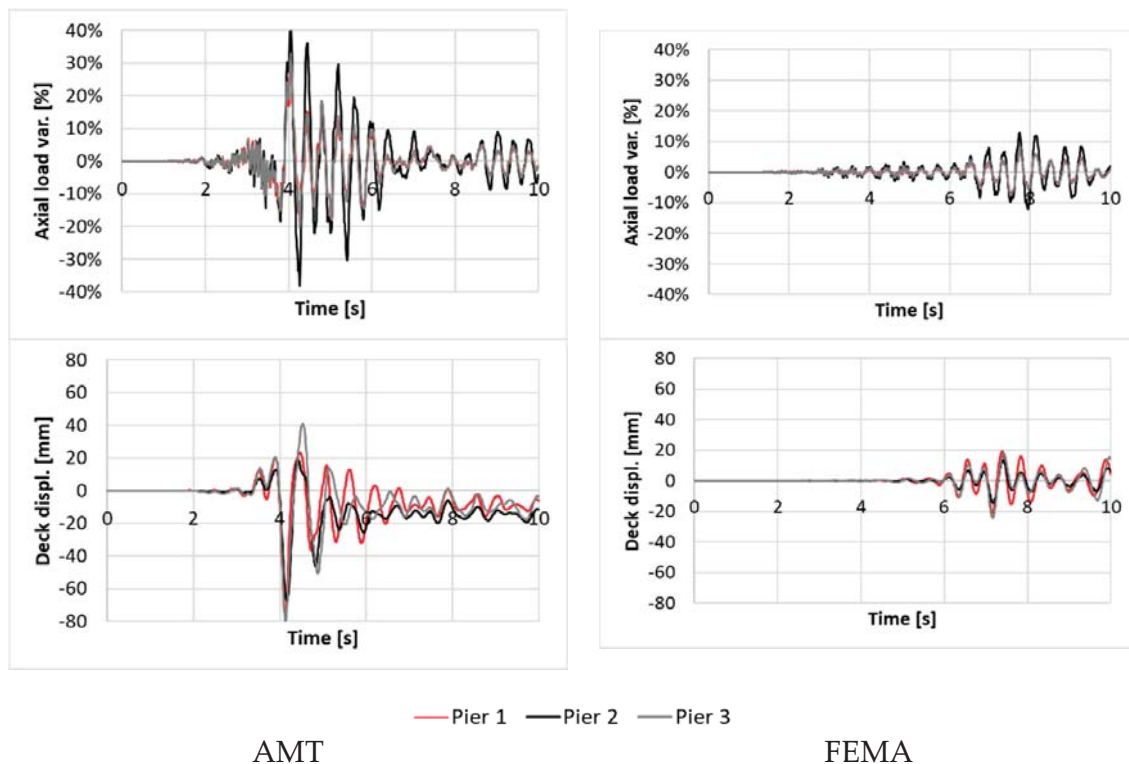 40%
30%
20%
10%
0%
-10%
-20%
-30%
-40%
Axial load var. [%]
0 2 4 6 8 10
Time [s]
40%
30%
20%
10%
0%
-10%
-20%
-30%
-40%
Axial load var. [%]
0 2 4 6 8 10
Time [s]
80
60
40
20
0
-20
-40
-60
-80
Deck displ. [mm]
0 2 4 6 8 10
Time [s]
80
60
40
20
0
-20
-40
-60
-80
Deck displ. [mm]
0 2 4 6 8 10
Time [s]
Pier 1 Pier 2 Pier 3
AMT FEMA